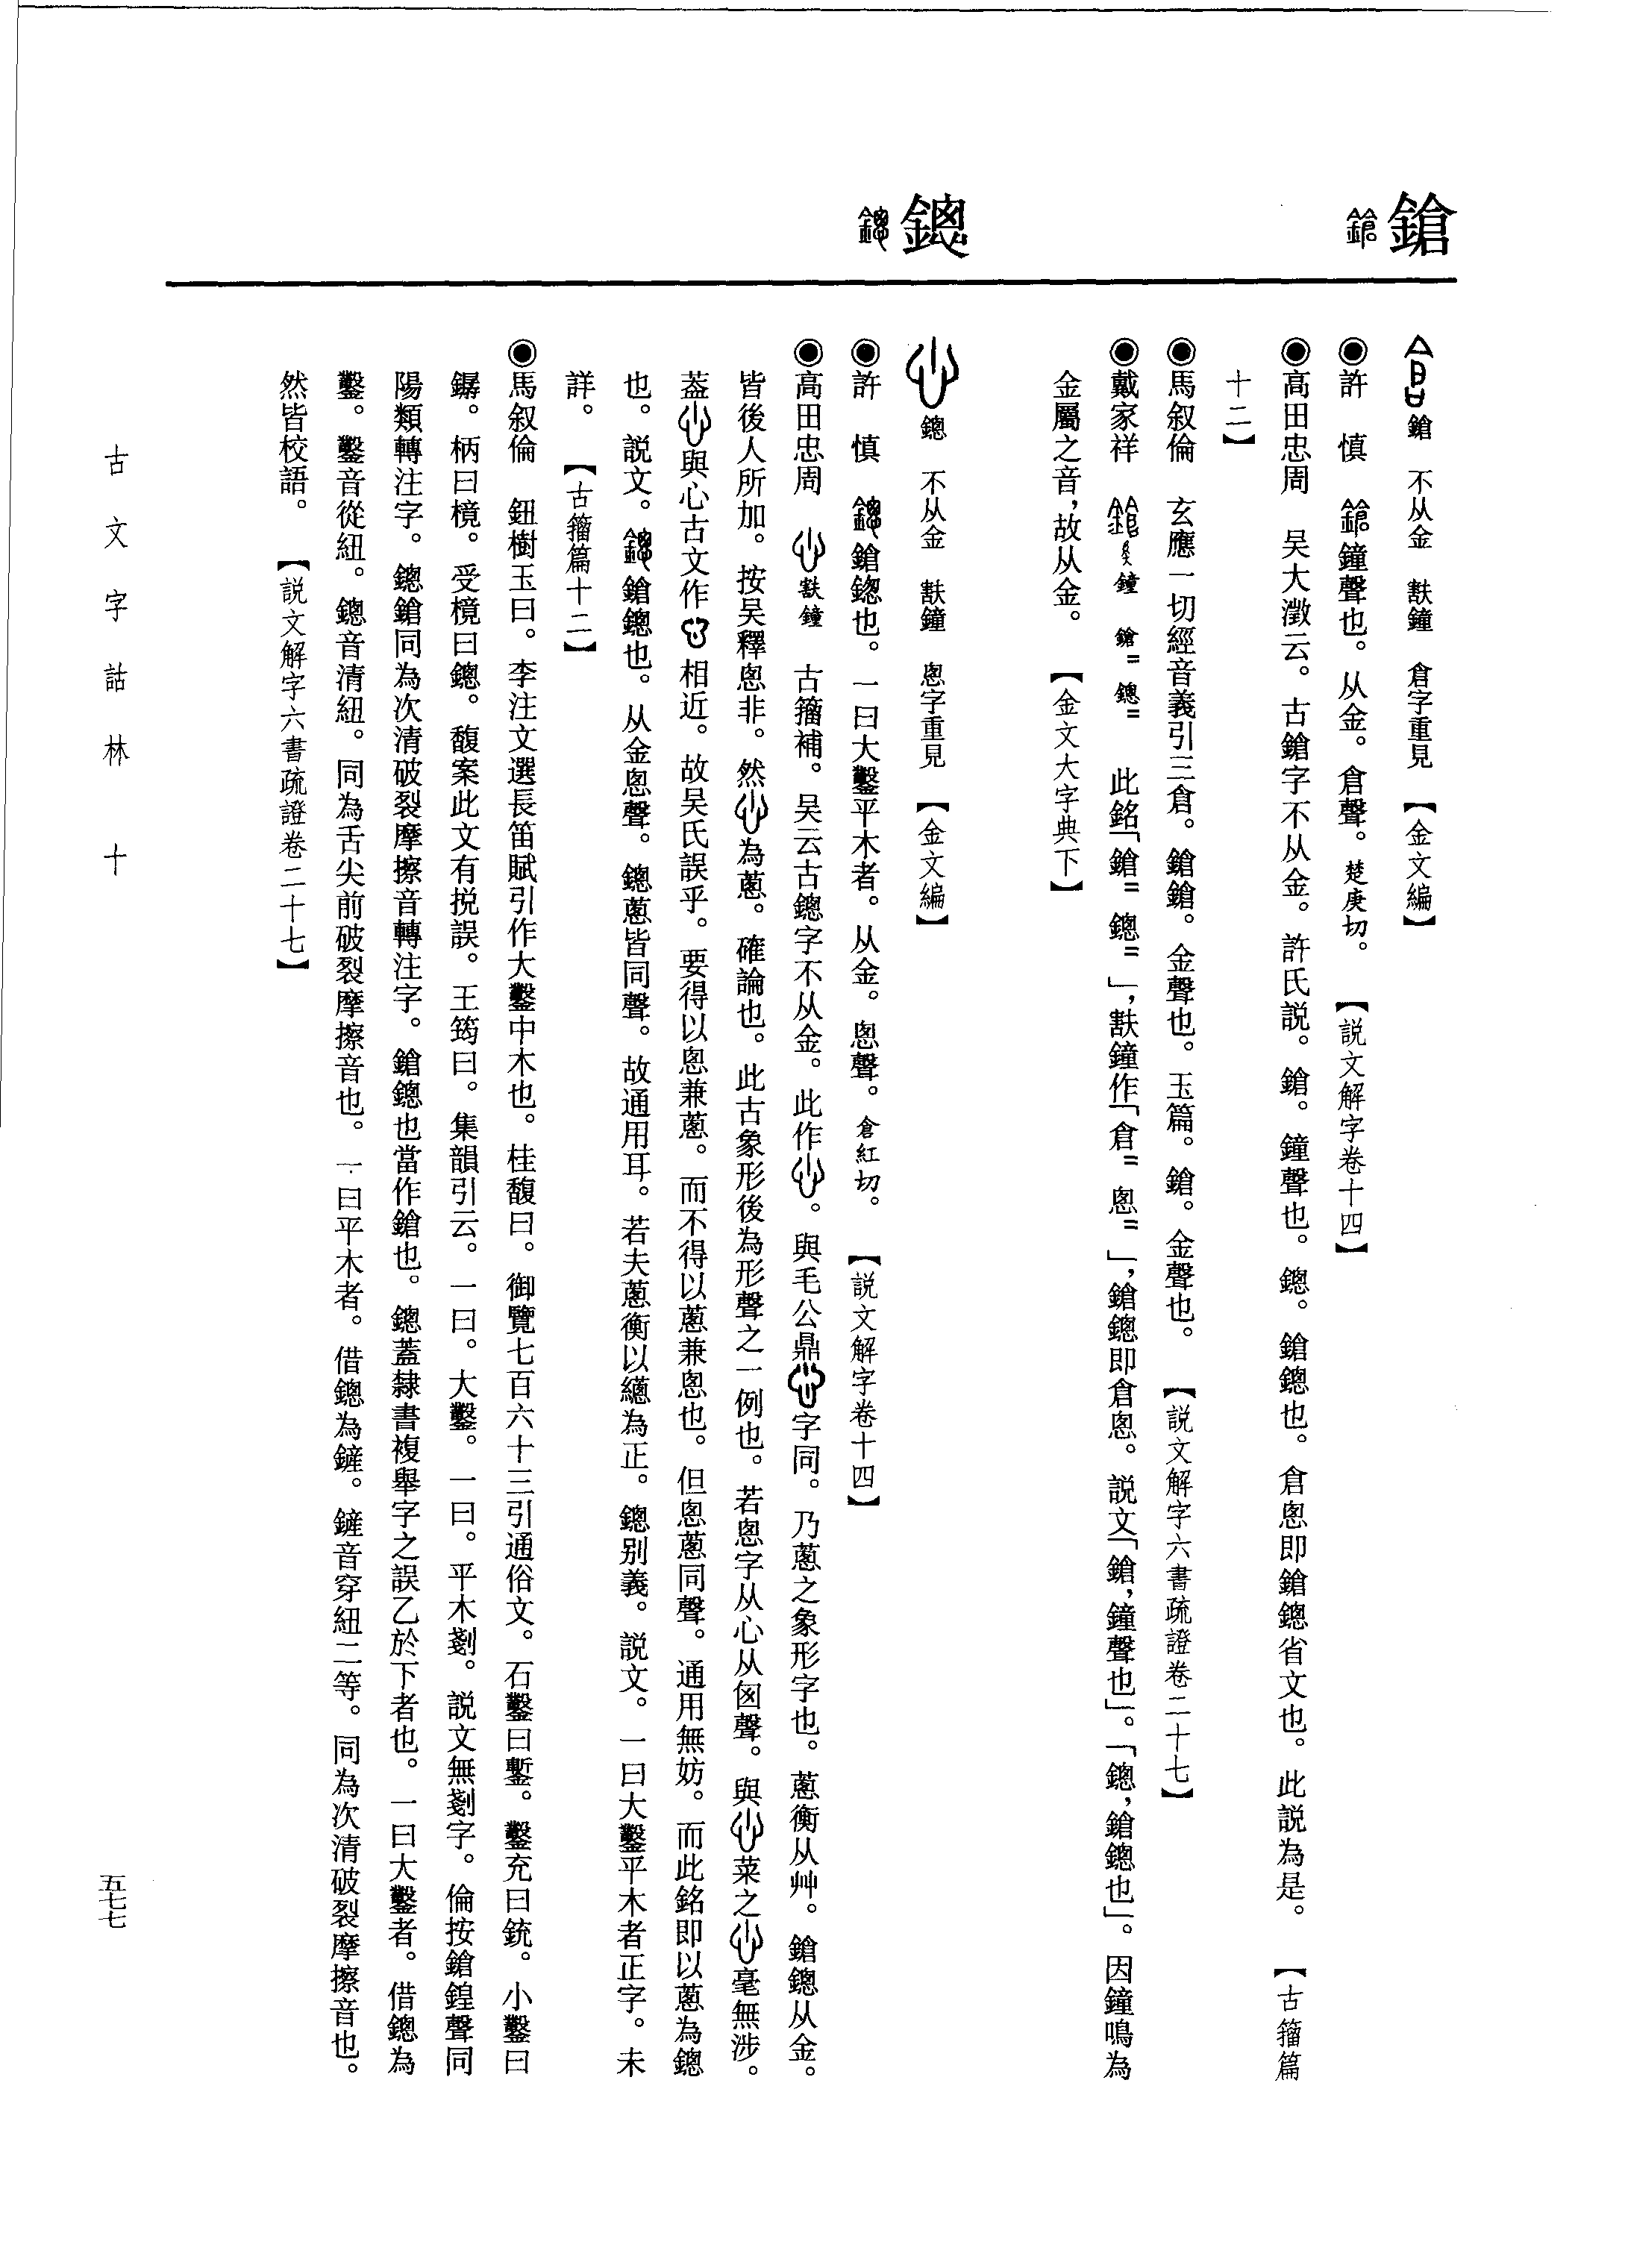 鎗
鎗　不从金　㝬鐘　倉字重見　【金文編】
◉許　慎　鎗鐘聲也。从金。倉聲。楚庚切。【説文解字卷十四】
◉高田忠周　吴大澂云。古鎗字不从金。許氏説。鎗。鐘聲也。鏓。鎗鏓也。倉悤即鎗鏓省文也。此説為是。【古籀篇
十二】
◉馬叙倫　玄應一切經音義引三倉。鎗鎗。金聲也。玉篇。鎗。金聲也。【説文解字六書疏證卷二十七】
◉戴家祥　鐘　鎗＝鏓＝　此銘「鎗＝鏓＝」，㝬鐘作「倉＝悤＝」，鎗鏓即倉悤。説文「鎗，鐘聲也」。「鏓，鎗鏓也」。因鐘鳴為
金屬之音，故从金。【金文大字典下】
鏓
鏓　不从金　㝬鐘　悤字重見　【金文編】
◉許　慎　鏓鎗鏓也。一曰大鑿平木者。从金。悤聲。倉紅切。【説文解字卷十四】
◉高田忠周　㝬鐘　古籀補。吴云古鏓字不从金。此作。與毛公鼎字同。乃蔥之象形字也。蔥衡从艸。鎗鏓从金。
皆後人所加。按吴釋悤非。然為蔥。確論也。此古象形後為形聲之一例也。若悤字从心从囪聲。與菜之毫無涉。
葢與心古文作相近。故吴氏誤乎。要得以悤兼蔥。而不得以蔥兼悤也。但悤蔥同聲。通用無妨。而此銘即以蔥為鏓
也。説文。鏓鎗鏓也。从金悤聲。鏓蔥皆同聲。故通用耳。若夫蔥衡以繱為正。鏓别義。説文。一曰大鑿平木者正字。未
詳。【古籀篇十二】
◉馬叙倫　鈕樹玉曰。李注文選長笛賦引作大鑿中木也。桂馥曰。御覽七百六十三引通俗文。石鑿曰鏨。鑿充曰銃。小鑿曰
鐊。柄曰樈。受樈曰鏓。馥案此文有挩誤。王筠曰。集韻引云。一曰。大鑿。一曰。平木剗。説文無剗字。倫按鎗鍠聲同
陽類轉注字。鏓鎗同為次清破裂摩擦音轉注字。鎗鏓也當作鎗也。鏓蓋隸書複舉字之誤乙於下者也。一曰大鑿者。借鏓為
鑿。鑿音從紐。鏓音清紐。同為舌尖前破裂摩擦音也。一曰平木者。借鏓為鏟。鏟音穿紐二等。同為次清破裂摩擦音也。
然皆校語。【説文解字六書疏證卷二十七】
古文字詁林　十
五七七